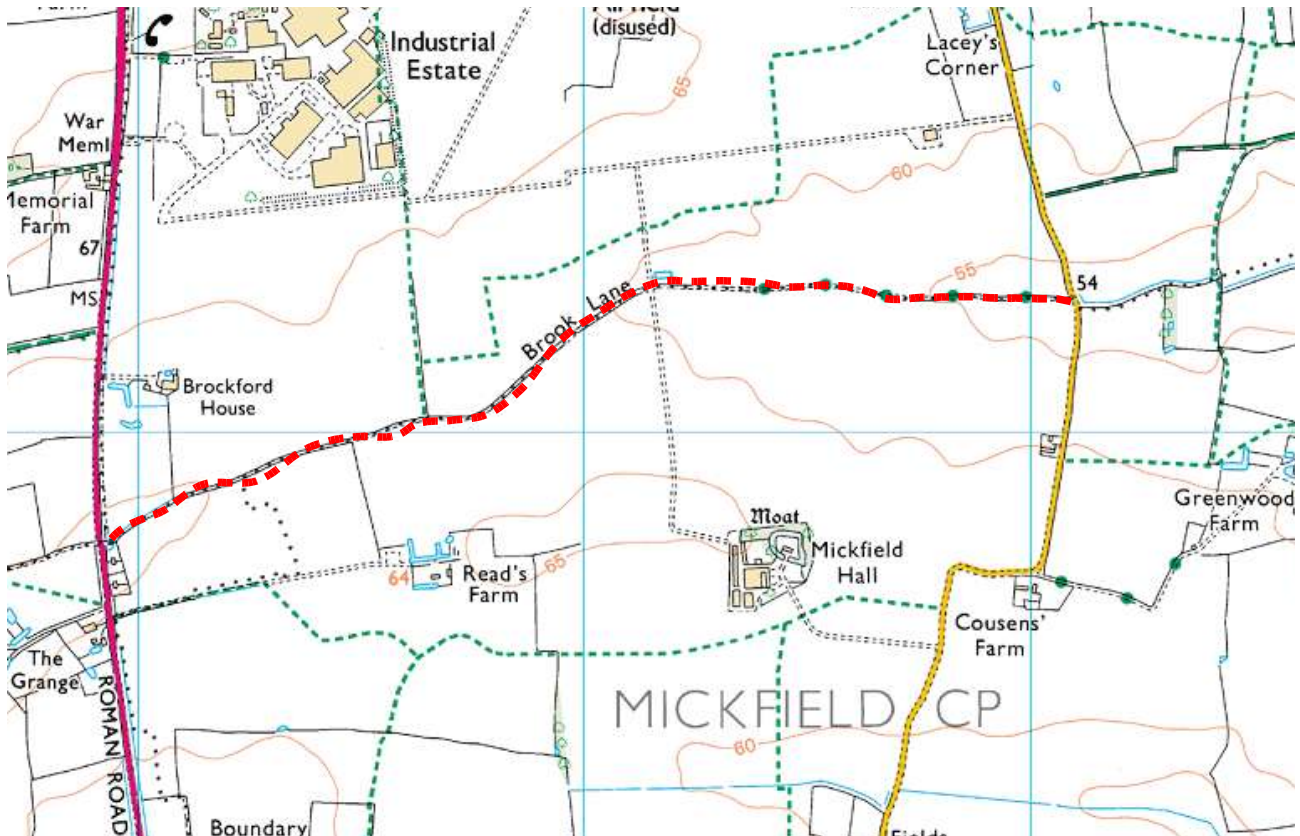 Airfield
(disused)
Industrial
Estate
Lacey's
Corner
65
War
Meml
60
Memorial
Farm
67
MS
55
54
Brook Lane
Brockford
House
Greenwood
Farm
Moat
Mickfield
Hall
64
Read's
Farm
65
Cousens'
Farm
The
Grange
ROMAN ROAD
MICKFIELD CP
60
Boundary
Fields